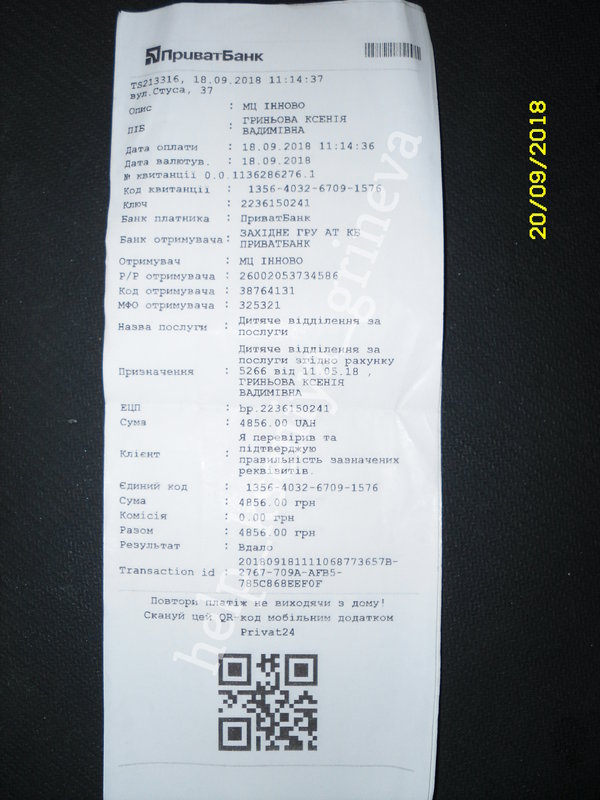 ПриватБанк
TS213316, 18.09.2018 11:14:37
вул.Стуса, 37
Опис : МЦ ІННОВО
ПІБ : ГРИНЬОВА КСЕНІЯ
ВАДИМІВНА
Дата оплати : 18.09.2018 11:14:36
Дата валютув. : 18.09.2018
№ квитанції 0.0.1136286276.1
Код квитанції : 1356-4032-6709-1576
Ключ : 2236150241
Банк платника : ПриватБанк
Банк отримувача: ЗАХІДНЕ ГРУ АТ КБ
ПРИВАТБАНК
Отримувач : МЦ ІННОВО
Р/Р отримувача : 26002053734586
Код отримувача : 38764131
МФО отримувача : 325321
Назва послуги : Дитяче відділення за
послуги
Призначення : Дитяче відділення за
послуги згідно рахунку
5266 від 11.05.18 ,
ГРИНЬОВА КСЕНІЯ
ВАДИМІВНА
ЕЦП : bp.2236150241
Сума : 4856.00 UAH
Клієнт : Я перевірив та
підтверджую
правильність зазначених
реквізитів.
Єдиний код : 1356-4032-6709-1576
Сума : 4856.00 грн
Комісія : 0.00 грн
Разом : 4856.00 грн
Результат : Вдало
Transaction id : 201809181111068773657B-
2767-709A-AFB5-
785C868EEF0F
Повтори платіж не виходячи з дому!
Скануй цей QR-код мобільним додатком
Privat24
20/09/2018